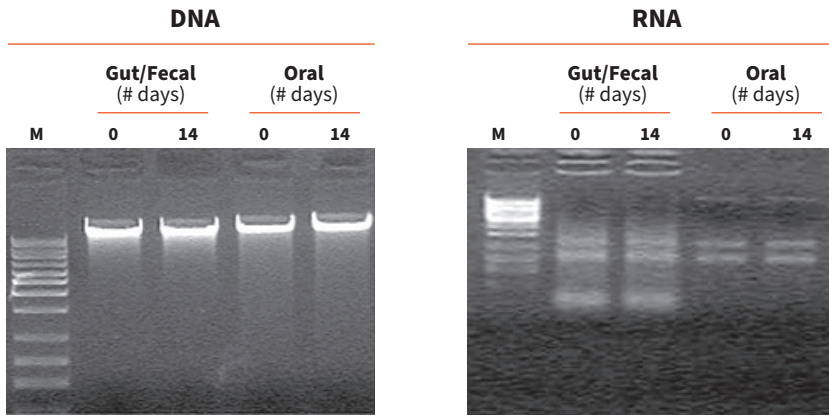 DNA
Gut/Fecal
(# days)
Oral
(# days)
M 0 14 0 14
RNA
Gut/Fecal
(# days)
Oral
(# days)
M 0 14 0 14